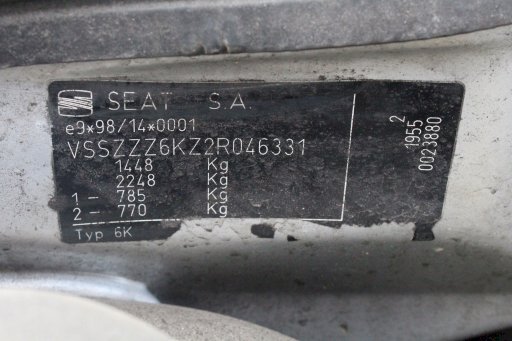 SEAT S.A.
e9*98/14*0001
VSSZZZ6KZ2R046331
1448 Kg
2248 Kg
1 - 785 Kg
2 - 770 Kg
Typ 6K
2
1955
0023880